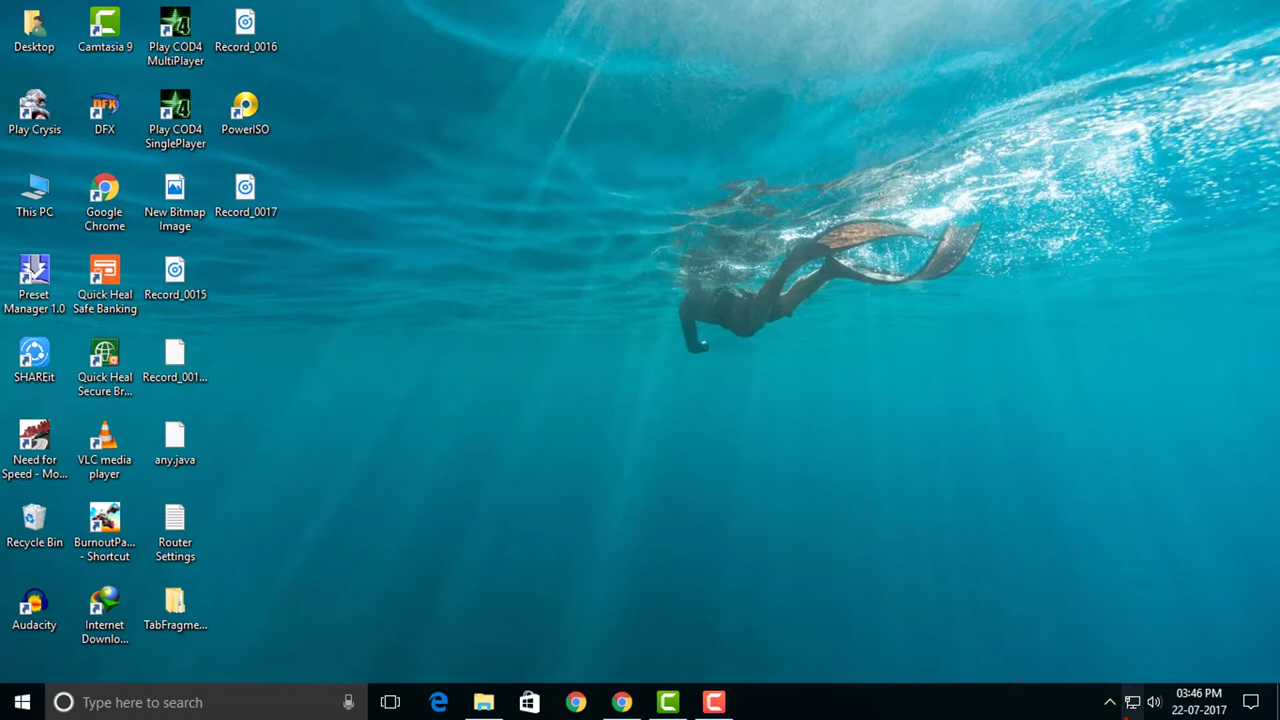 Desktop
Camtasia 9
Play COD4
MultiPlayer
Record_0016
Play Crysis
DFX
Play COD4
SinglePlayer
PowerISO
This PC
Google
Chrome
New Bitmap
Image
Record_0017
Preset
Manager 1.0
Quick Heal
Safe Banking
Record_0015
SHAREit
Quick Heal
Secure Br...
Record_001...
Need for
Speed - Mo...
VLC media
player
any.java
Recycle Bin
BurnoutPa...
- Shortcut
Router
Settings
Audacity
Internet
Downlo...
TabFragme...
Type here to search
03:46 PM
22-07-2017